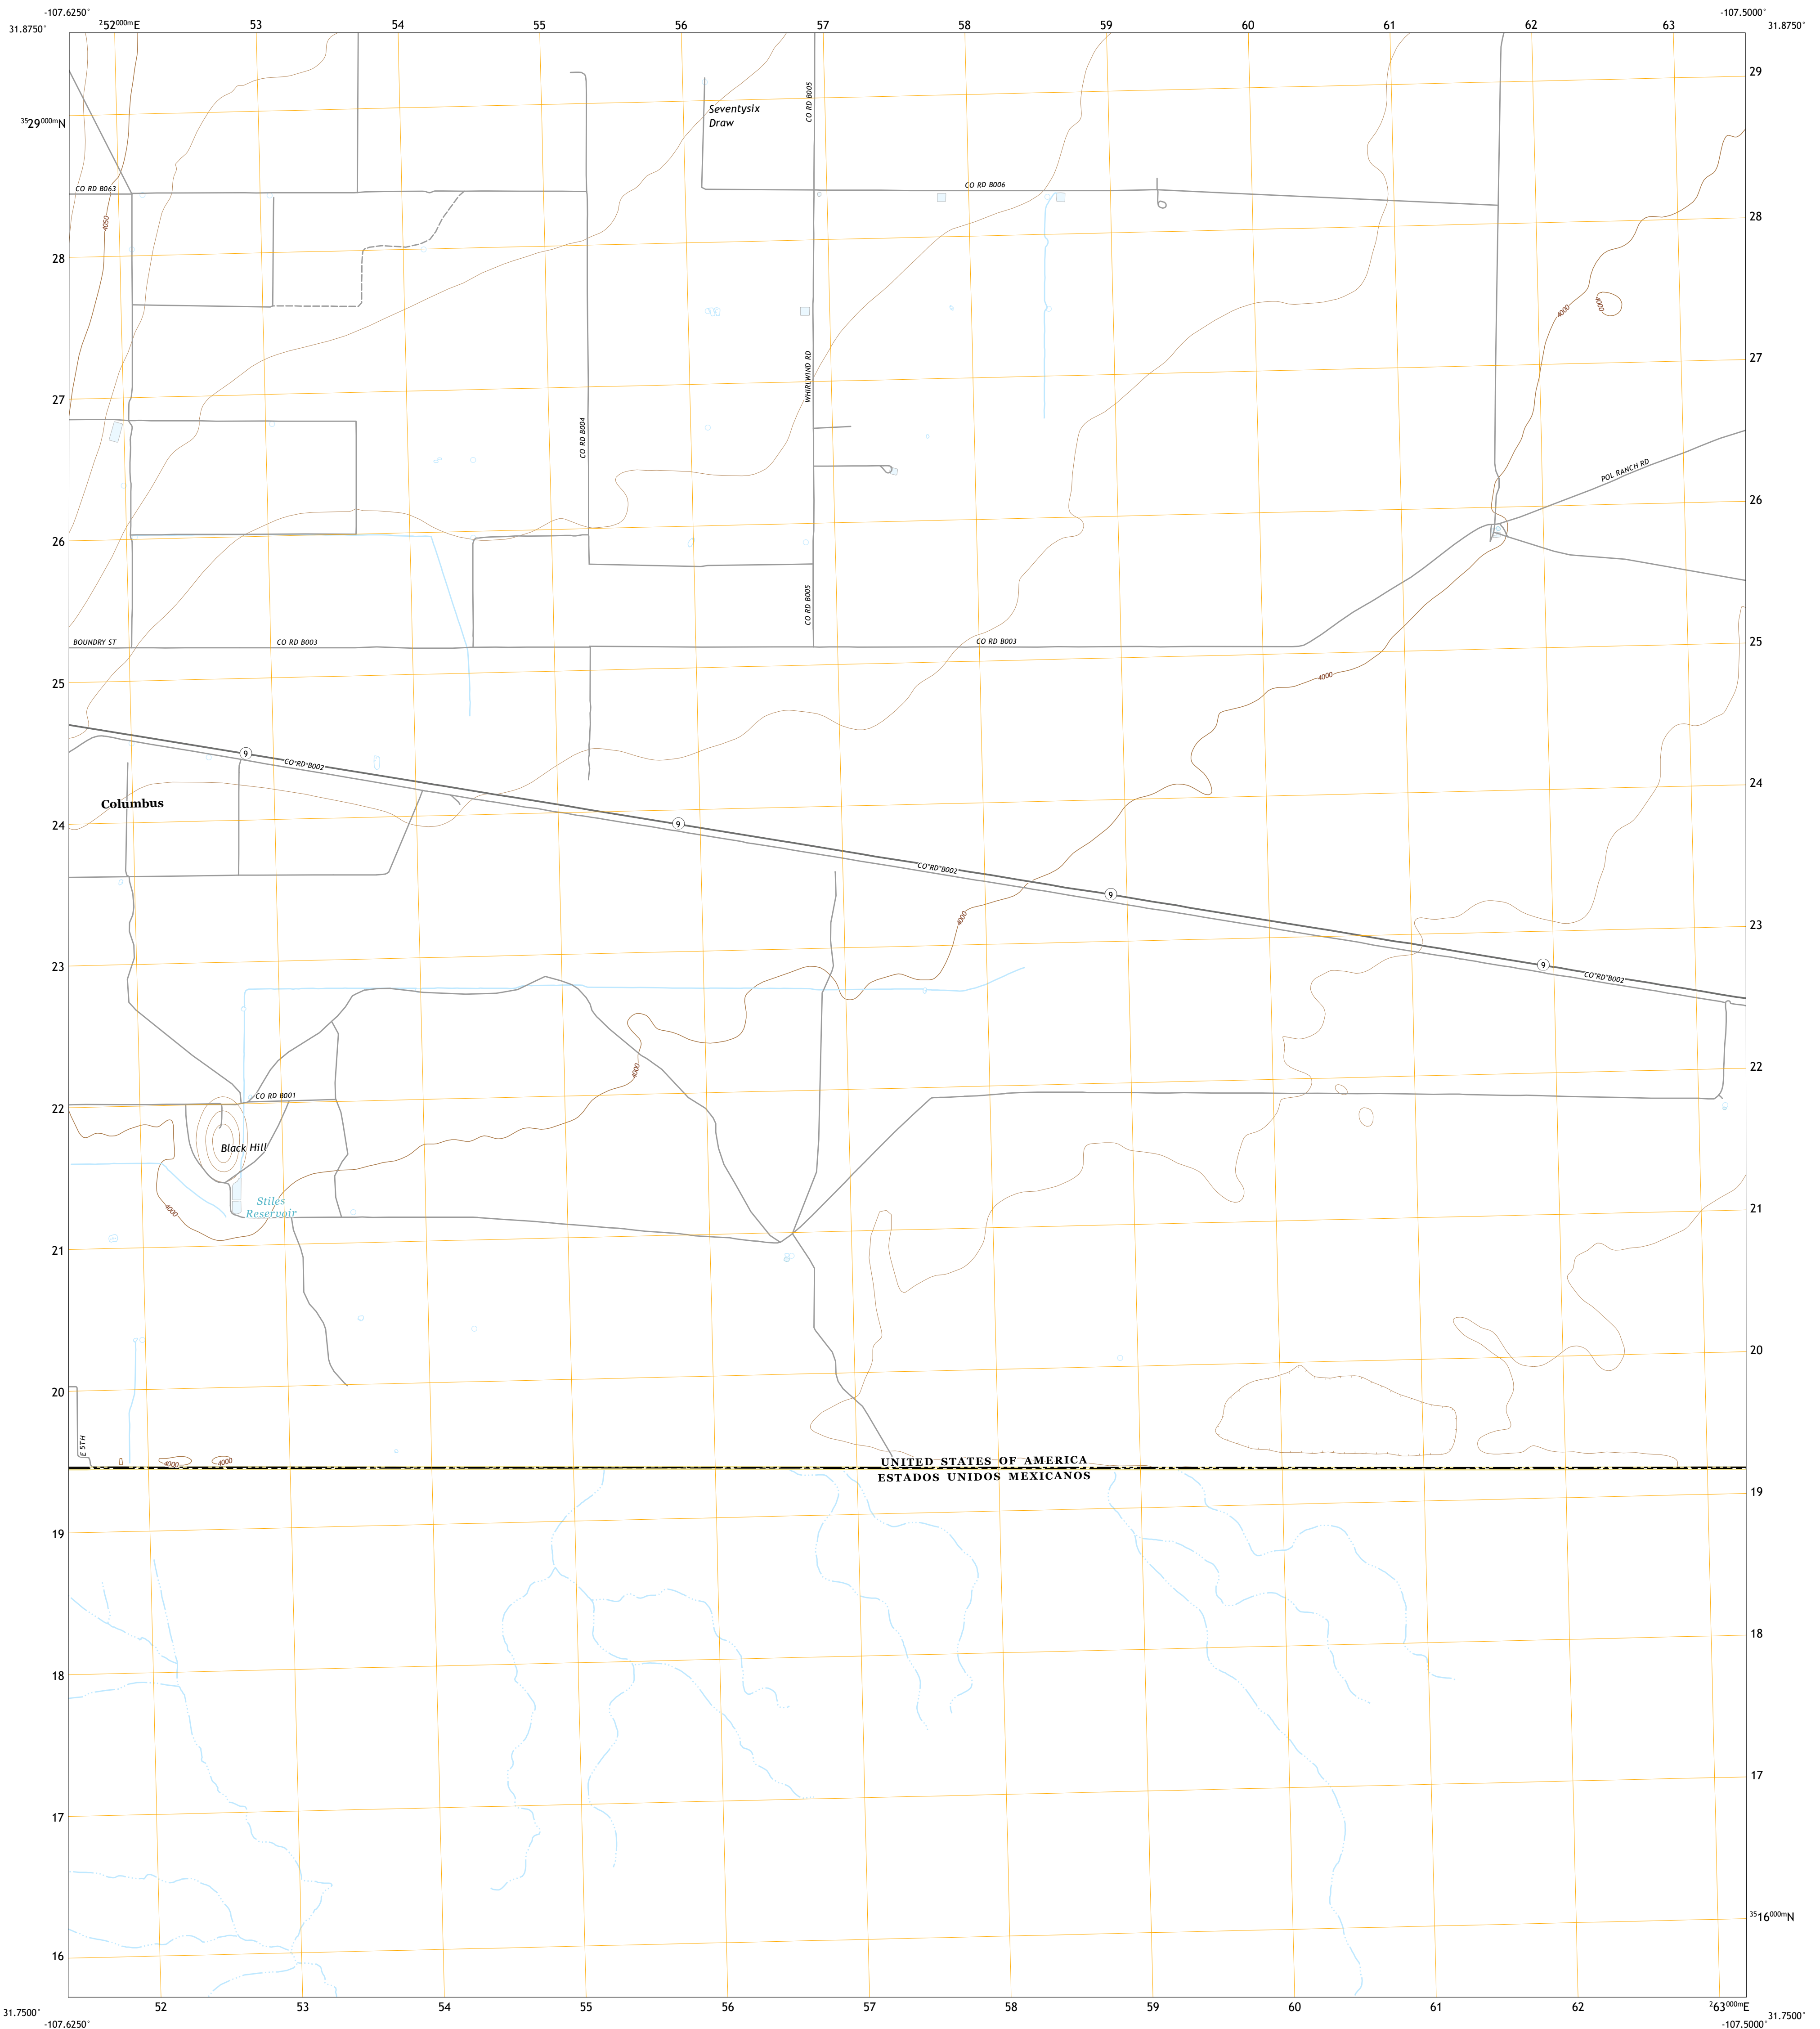 -107.6250° -107.5000°
31.8750° ²52⁰⁰⁰ᵐE 53 54 55 56 57 58 59 60 61 62 63 31.8750°
29
CO RD B005
Seventysix
Draw
³⁵29⁰⁰⁰ᵐN
CO RD B063 CO RD B006
4050 28
28
4000 4000
WHIRLWIND RD 27
27
CO RD B004
POL RANCH RD
26
26
CO RD B005
BOUNDRY ST CO RD B003 CO RD B003 25
4000
25
9 CO RD B002
24
Columbus
24 9
CO RD B002
9
4000
23
23
9 CO RD B002
4000
22
CO RD B001
22
Black Hill
Stiles
Reservoir
4000 21
21
20
20
E 5TH
4000 4000 UNITED STATES OF AMERICA
ESTADOS UNIDOS MEXICANOS
19
19
18
18
17
17
³⁵16⁰⁰⁰ᵐN
16
31.7500° 52 53 54 55 56 57 58 59 60 61 62 ²63⁰⁰⁰ᵐE 31.7500°
-107.6250° -107.5000°